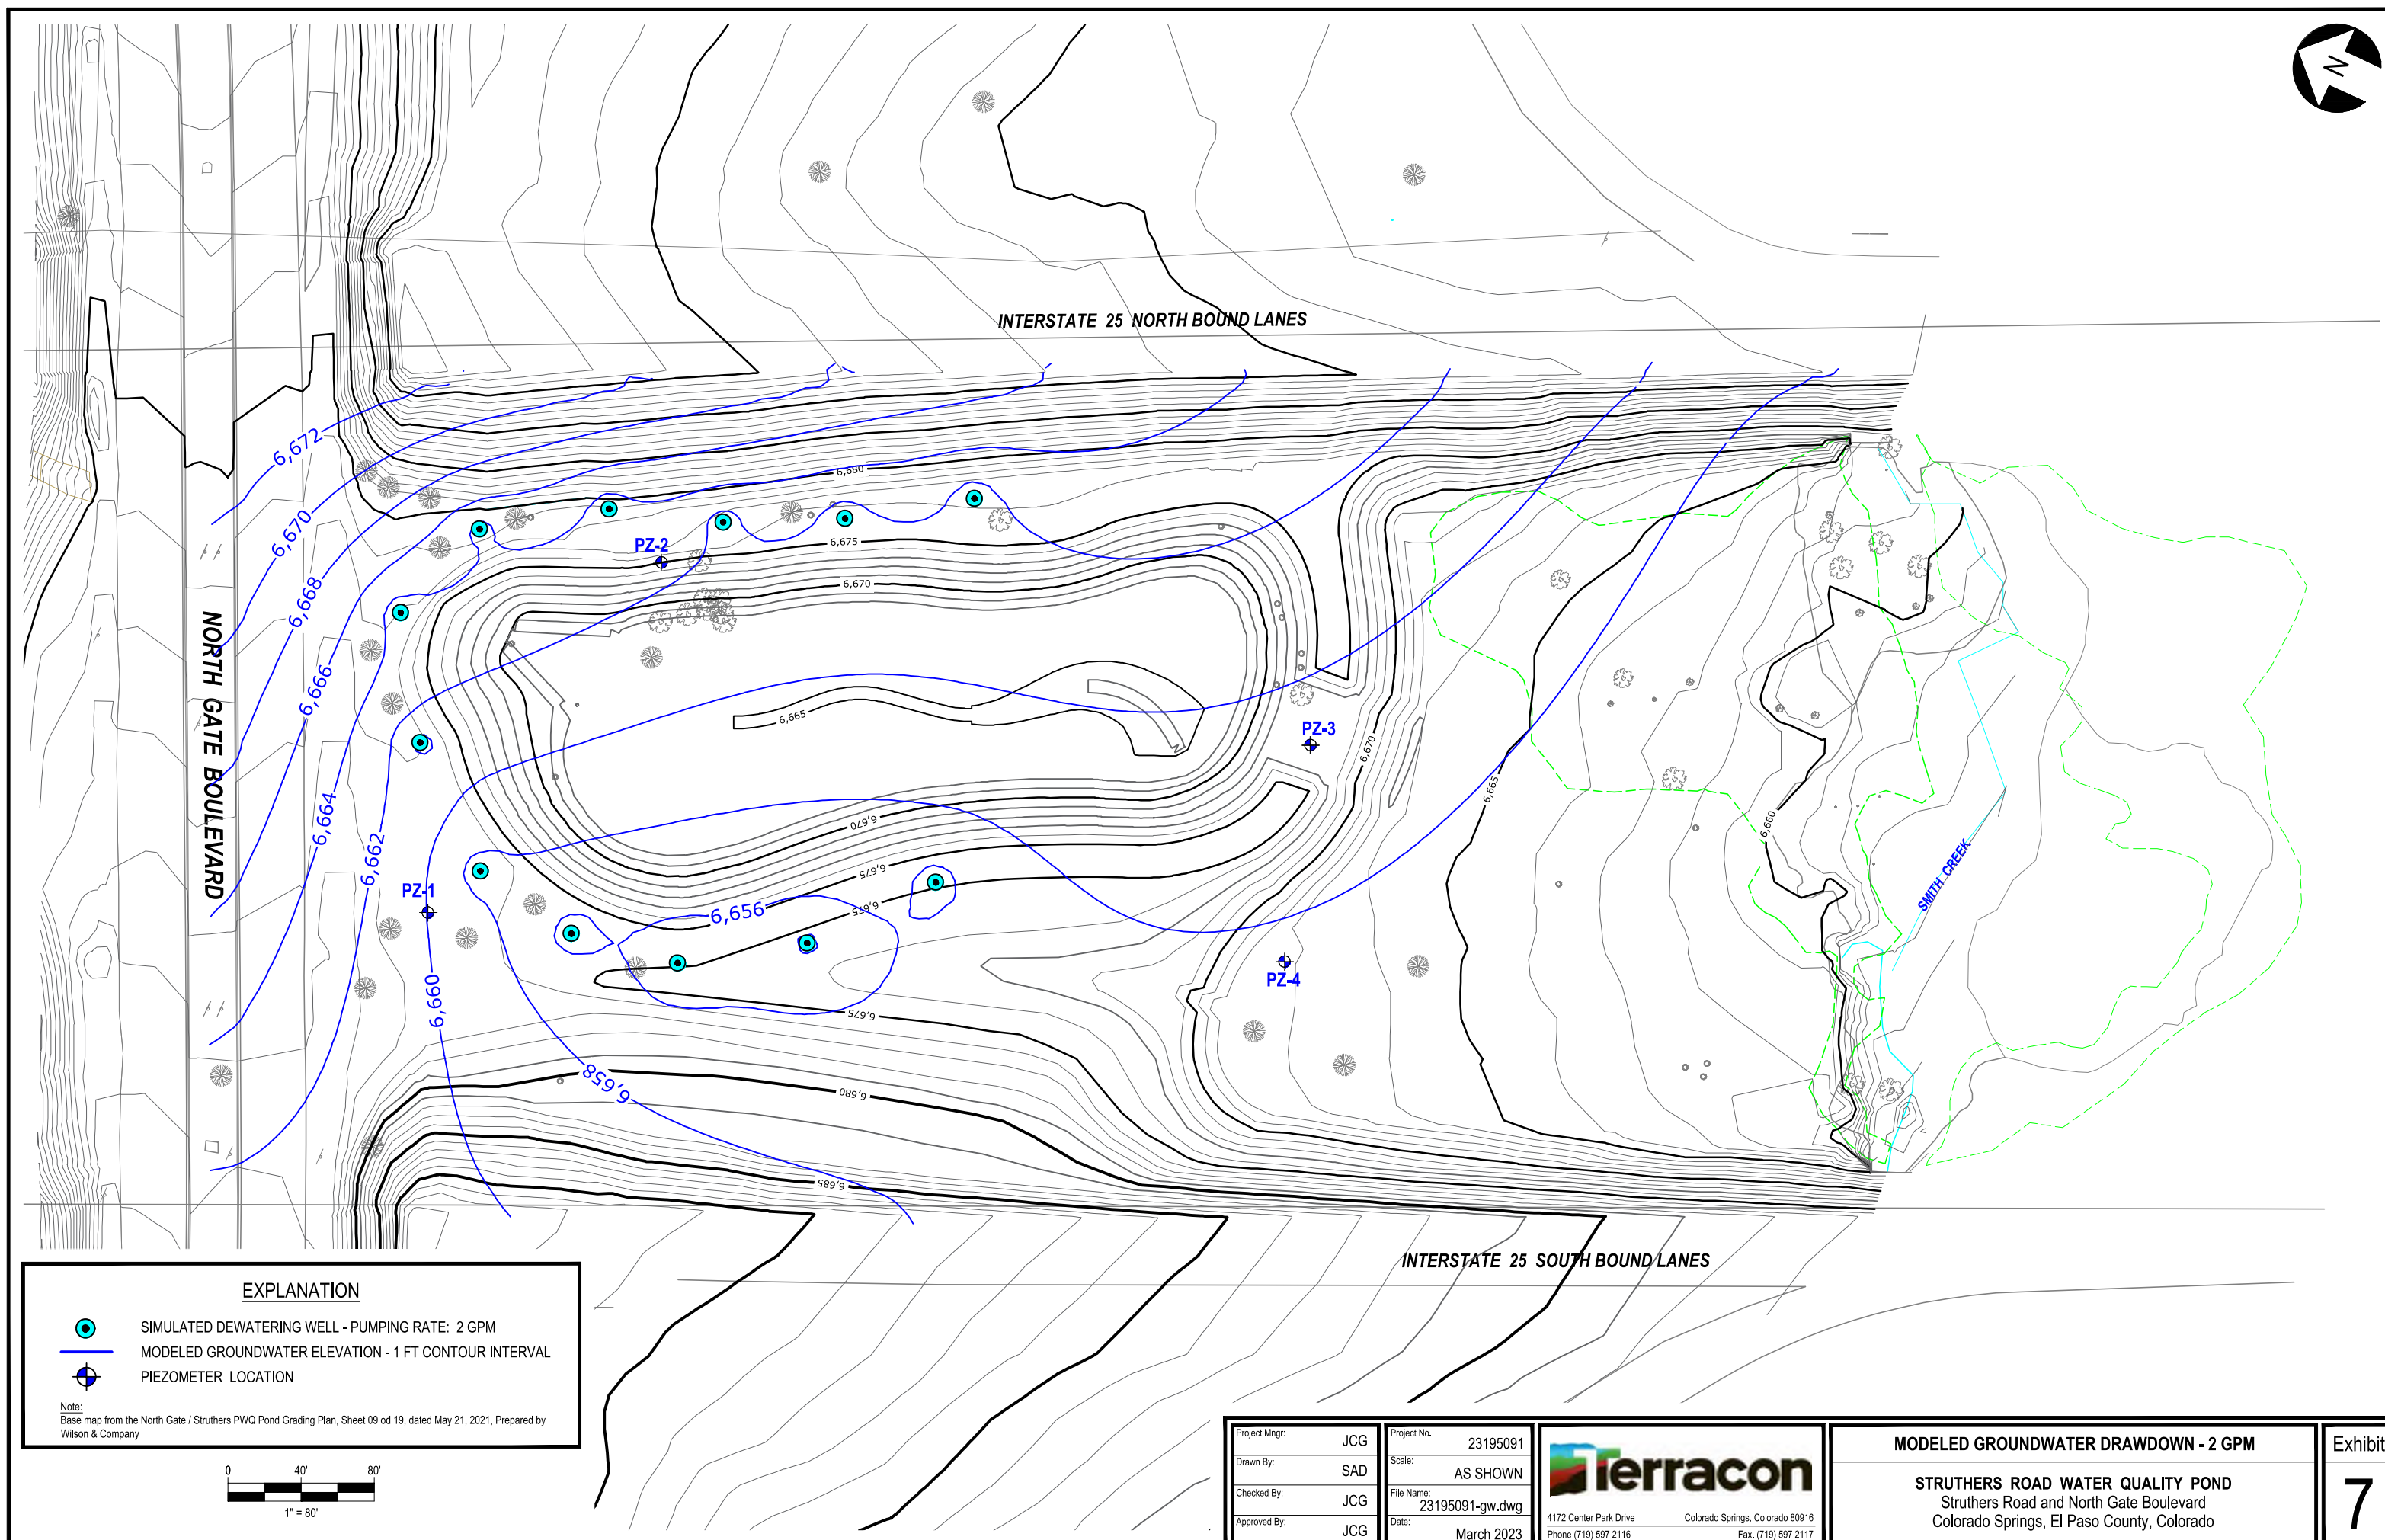 N
INTERSTATE 25 NORTH BOUND LANES
6,672
6,670
6,668
6,666
6,664
6,662
6,660
6,658
6,656
6,680
6,675
6,670
6,665
6,670
6,675
6,675
6,675
6,680
6,685
6,670
6,665
6,660
PZ-2
PZ-3
PZ-1
PZ-4
NORTH GATE BOULEVARD
SMITH CREEK
INTERSTATE 25 SOUTH BOUND LANES
EXPLANATION
SIMULATED DEWATERING WELL - PUMPING RATE: 2 GPM
MODELED GROUNDWATER ELEVATION - 1 FT CONTOUR INTERVAL
PIEZOMETER LOCATION
Note:
Base map from the North Gate / Struthers PWQ Pond Grading Plan, Sheet 09 od 19, dated May 21, 2021, Prepared by
Wilson & Company
0 40' 80'
1" = 80'
Project Mngr: JCG
Drawn By: SAD
Checked By: JCG
Approved By: JCG
Project No. 23195091
Scale: AS SHOWN
File Name: 23195091-gw.dwg
Date: March 2023
Terracon
4172 Center Park Drive Colorado Springs, Colorado 80916
Phone (719) 597 2116 Fax, (719) 597 2117
MODELED GROUNDWATER DRAWDOWN - 2 GPM
STRUTHERS ROAD WATER QUALITY POND
Struthers Road and North Gate Boulevard
Colorado Springs, El Paso County, Colorado
Exhibit
7